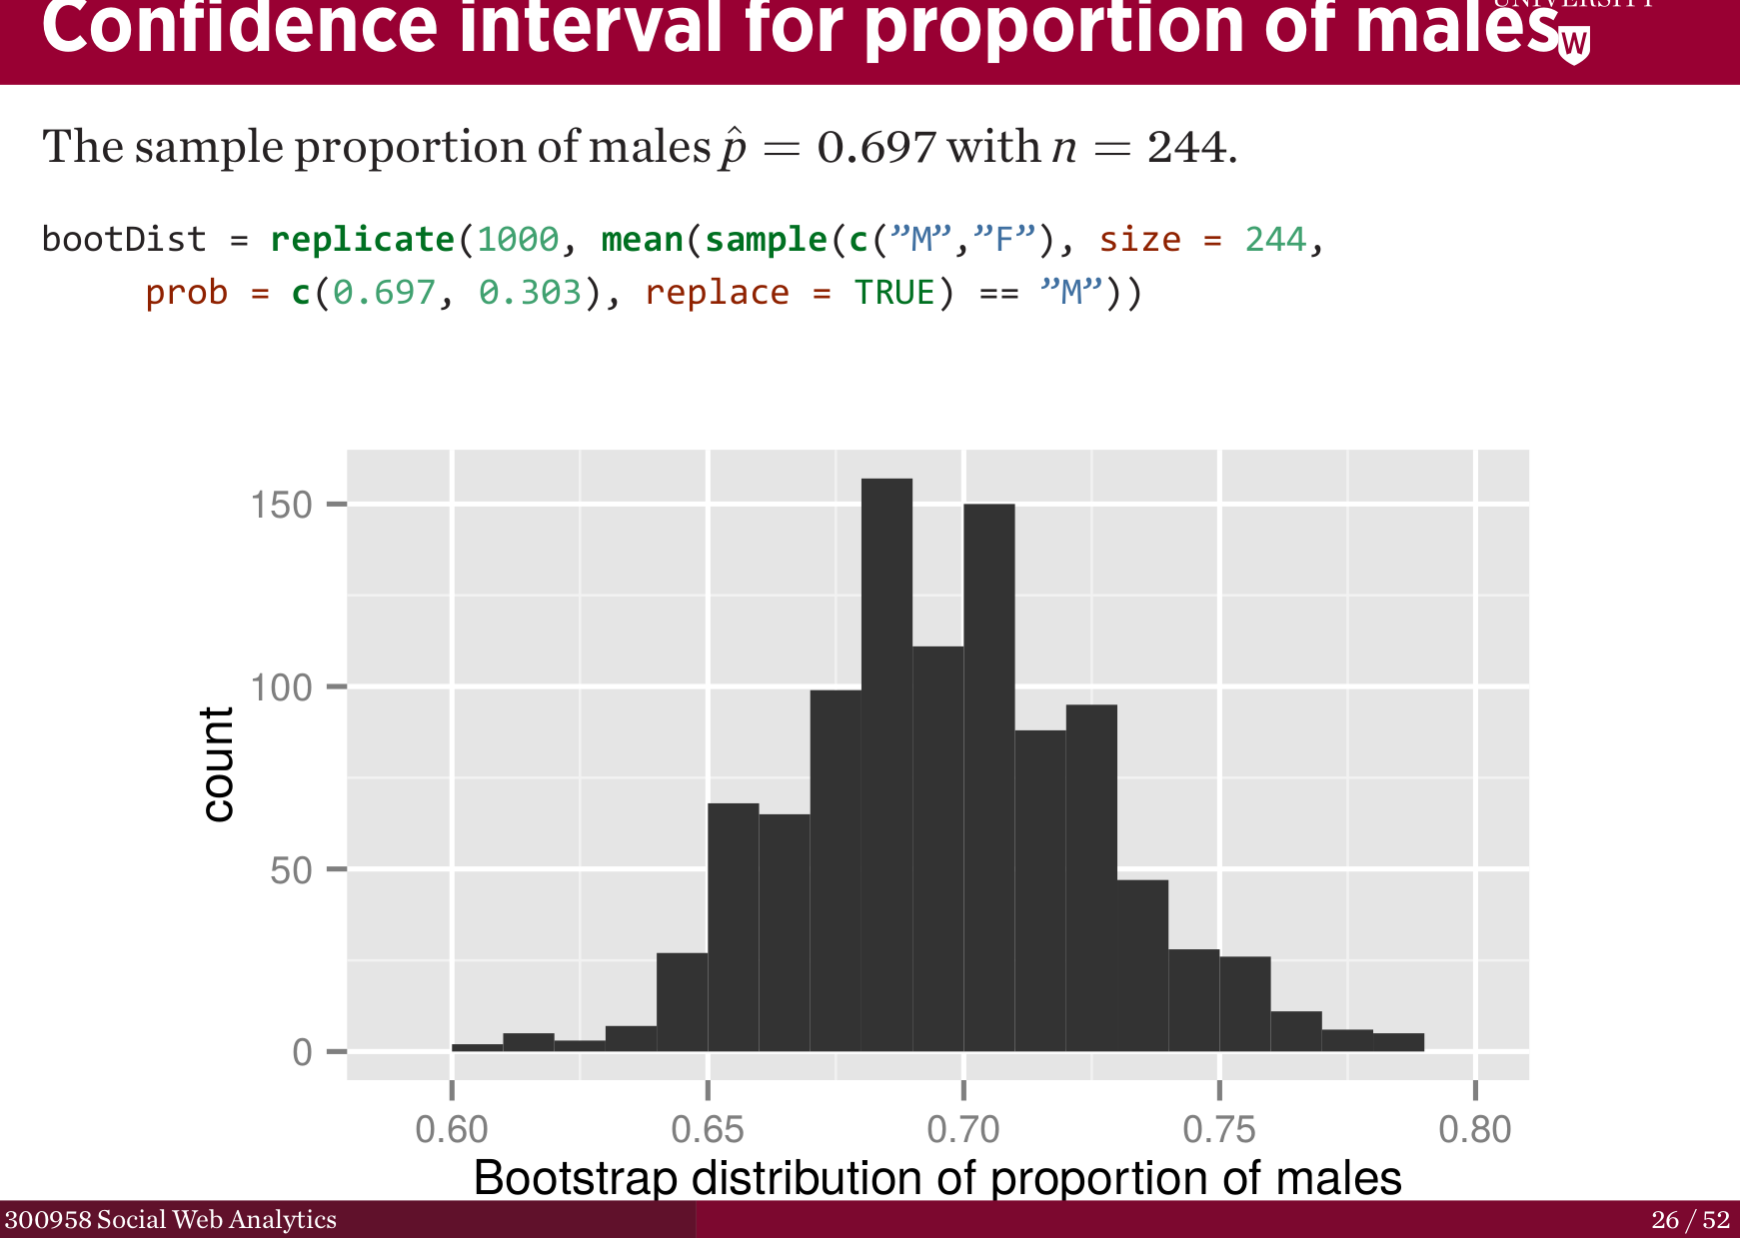 UNIVERSITY
Confidence interval for proportion of males
W
The sample proportion of males p̂ = 0.697 with n = 244.
bootDist = replicate(1000, mean(sample(c(”M”,”F”), size = 244,
prob = c(0.697, 0.303), replace = TRUE) == ”M”))
150
100
50
0
count
0.60 0.65 0.70 0.75 0.80
Bootstrap distribution of proportion of males
300958 Social Web Analytics 26 / 52